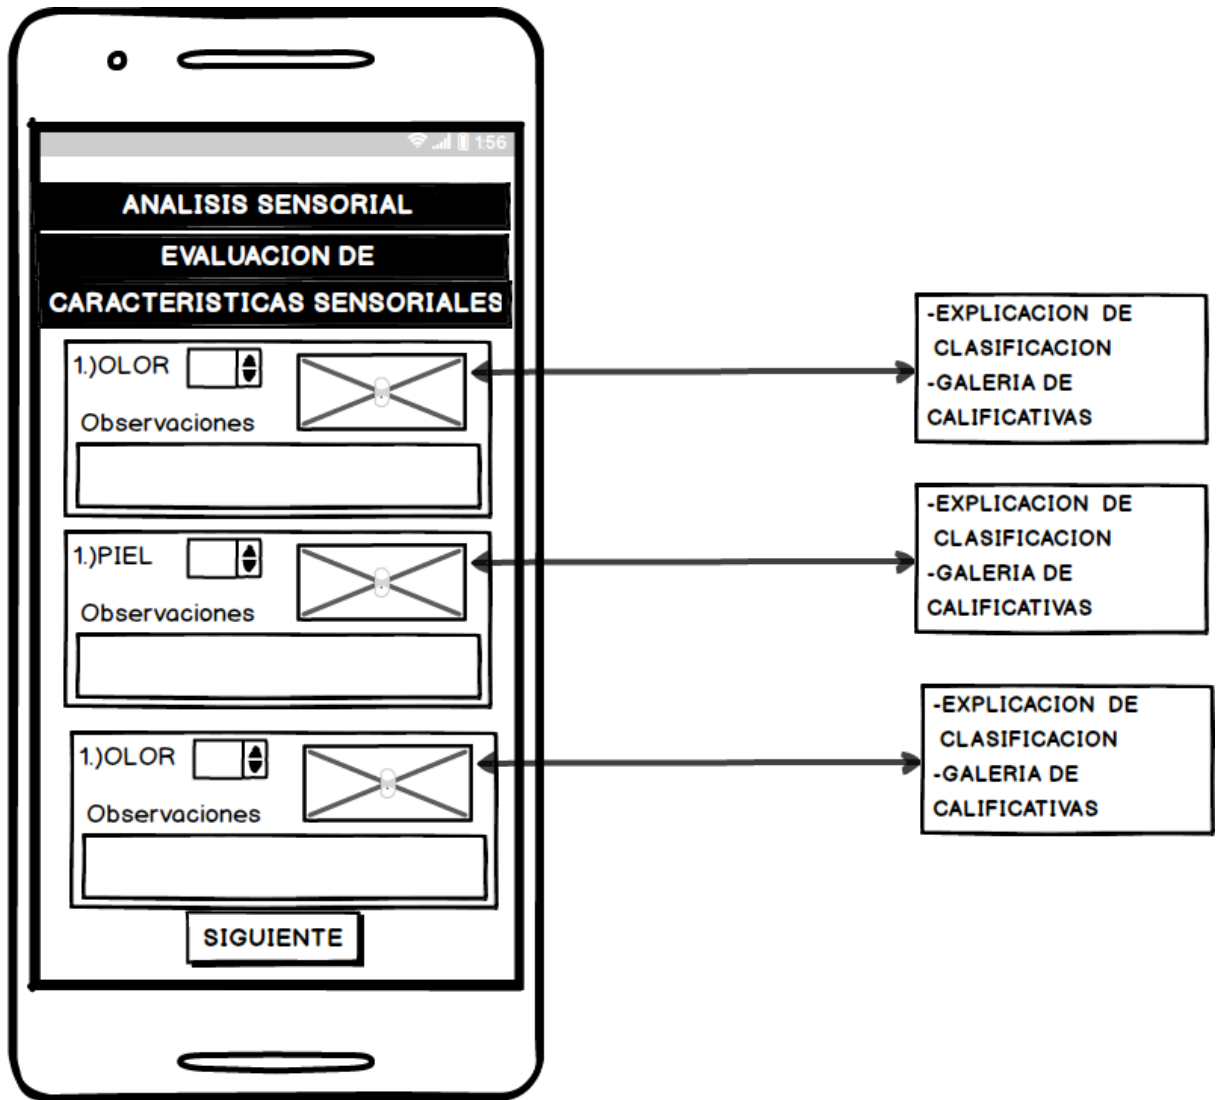 1:56
ANALISIS SENSORIAL
EVALUACION DE
CARACTERISTICAS SENSORIALES
1.)OLOR
Observaciones
-EXPLICACION DE
CLASIFICACION
-GALERIA DE
CALIFICATIVAS
1.)PIEL
Observaciones
-EXPLICACION DE
CLASIFICACION
-GALERIA DE
CALIFICATIVAS
1.)OLOR
Observaciones
-EXPLICACION DE
CLASIFICACION
-GALERIA DE
CALIFICATIVAS
SIGUIENTE